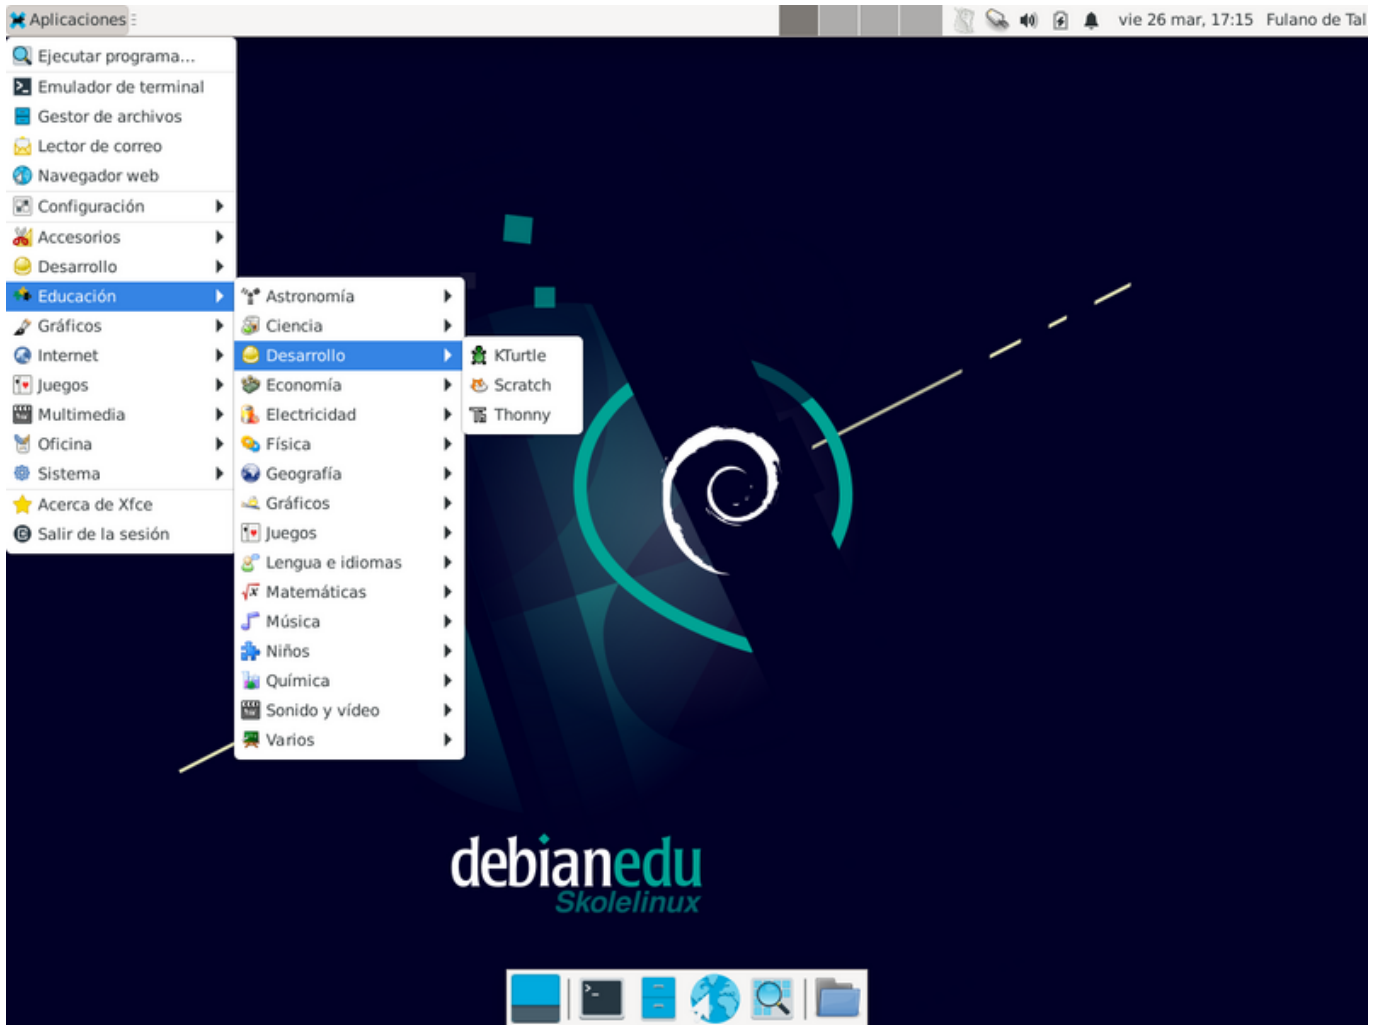 Aplicaciones
vie 26 mar, 17:15 Fulano de Tal
Ejecutar programa...
Emulador de terminal
Gestor de archivos
Lector de correo
Navegador web
Configuración
Accesorios
Desarrollo
Educación
Gráficos
Internet
Juegos
Multimedia
Oficina
Sistema
Acerca de Xfce
Salir de la sesión
Astronomía
Ciencia
Desarrollo
Economía
Electricidad
Física
Geografía
Gráficos
Juegos
Lengua e idiomas
Matemáticas
Música
Niños
Química
Sonido y vídeo
Varios
KTurtle
Scratch
Thonny
debianedu
Skolelinux